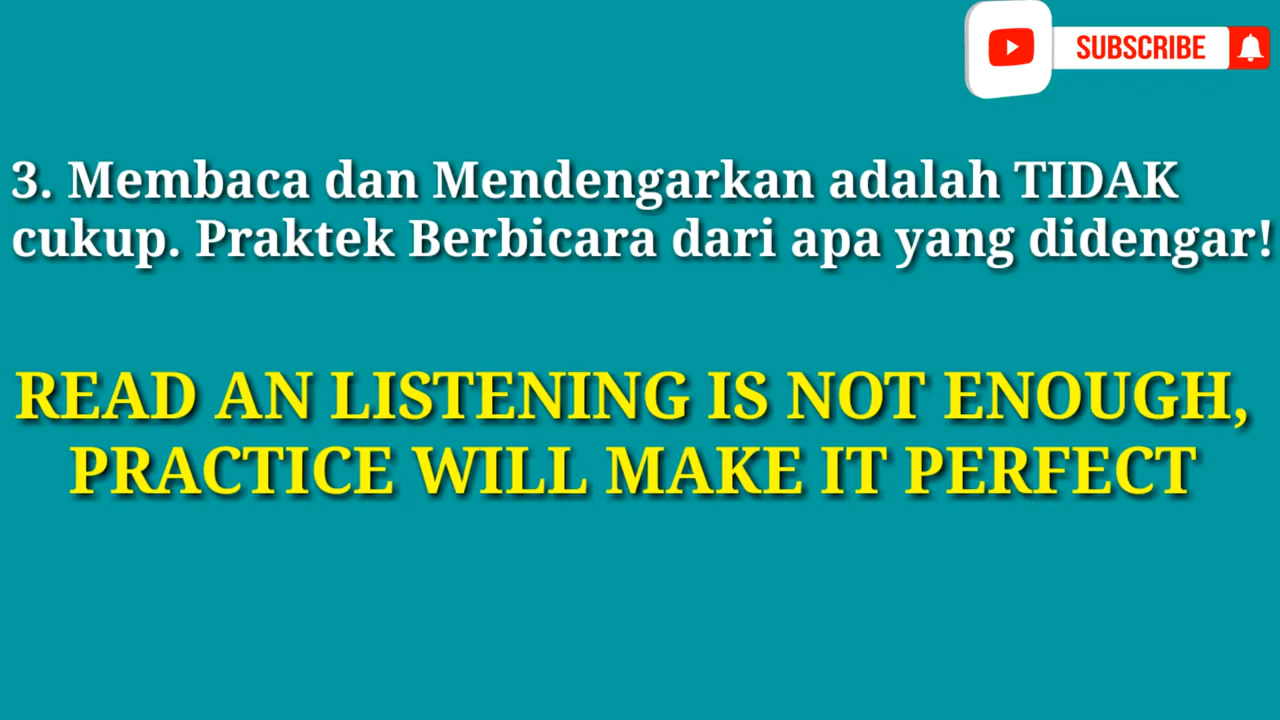 SUBSCRIBE
3. Membaca dan Mendengarkan adalah TIDAK
cukup. Praktek Berbicara dari apa yang didengar!
READ AN LISTENING IS NOT ENOUGH,
PRACTICE WILL MAKE IT PERFECT